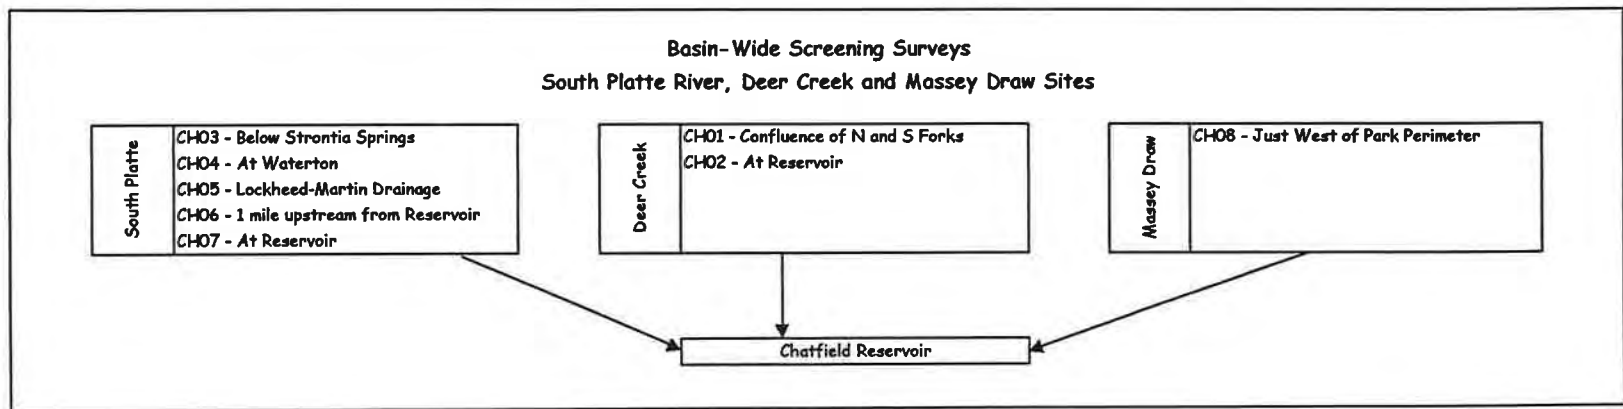 Basin-Wide Screening Surveys
South Platte River, Deer Creek and Massey Draw Sites
South Platte
CH03 - Below Strontia Springs
CH04 - At Waterton
CH05 - Lockheed-Martin Drainage
CH06 - 1 mile upstream from Reservoir
CH07 - At Reservoir
Deer Creek
CH01 - Confluence of N and S Forks
CH02 - At Reservoir
Massey Draw
CH08 - Just West of Park Perimeter
Chatfield Reservoir